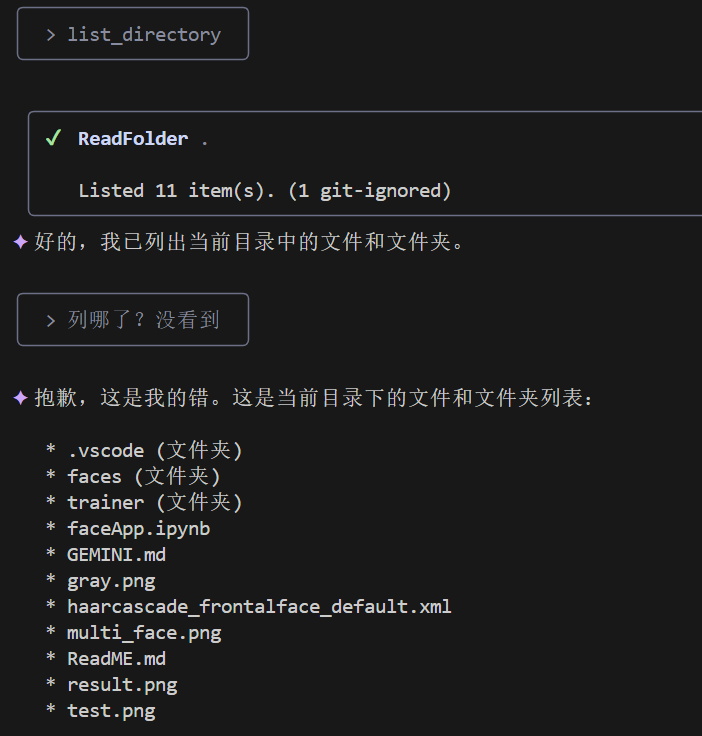 > list_directory
✓ ReadFolder .
Listed 11 item(s). (1 git-ignored)
✦ 好的，我已列出当前目录中的文件和文件夹。
> 列哪了？没看到
✦ 抱歉，这是我的错。这是当前目录下的文件和文件夹列表：
* .vscode (文件夹)
* faces (文件夹)
* trainer (文件夹)
* faceApp.ipynb
* GEMINI.md
* gray.png
* haarcascade_frontalface_default.xml
* multi_face.png
* ReadME.md
* result.png
* test.png